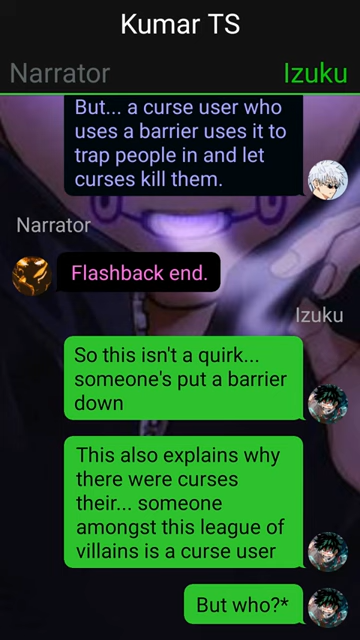 Kumar TS
Narrator
Izuku
But... a curse user who
uses a barrier uses it to
trap people in and let
curses kill them.
Narrator
Flashback end.
Izuku
So this isn't a quirk...
someone's put a barrier
down
This also explains why
there were curses
their... someone
amongst this league of
villains is a curse user
But who?*